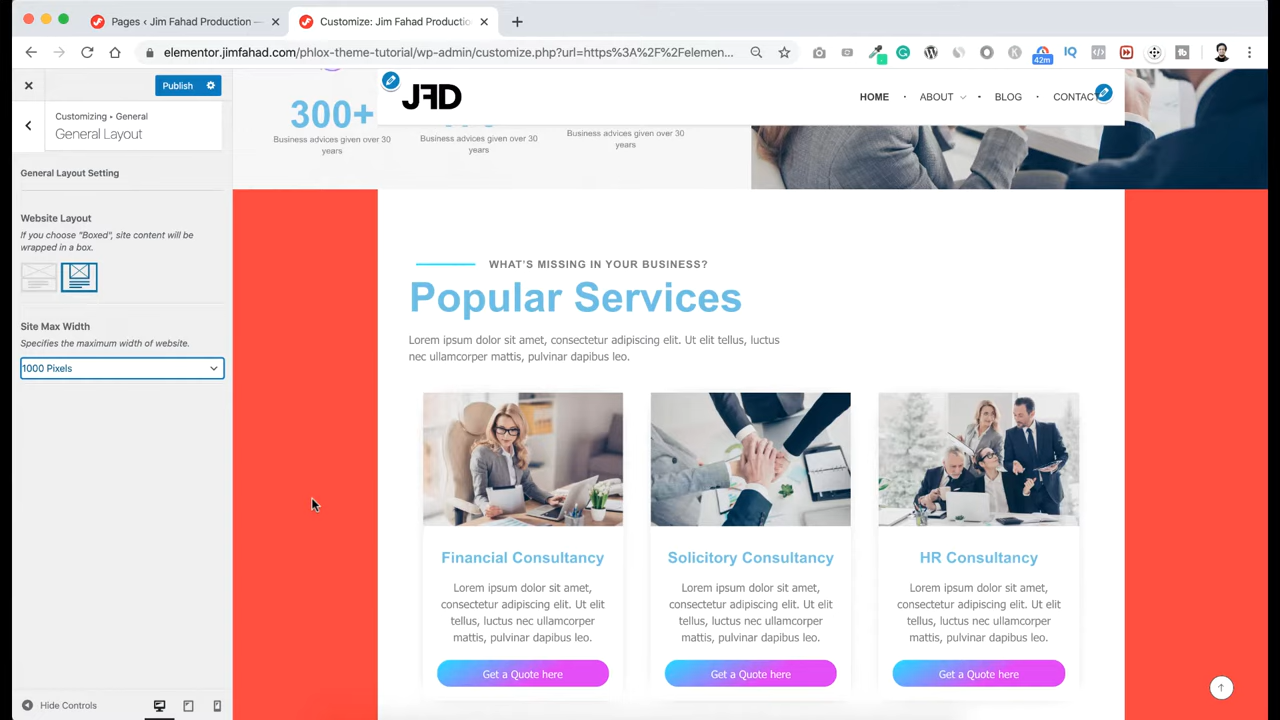 Pages ‹ Jim Fahad Production —
Customize: Jim Fahad Productio
elementor.jimfahad.com/phlox-theme-tutorial/wp-admin/customize.php?url=https%3A%2F%2Felemen...
IQ
42m
Publish
Customizing • General
General Layout
General Layout Setting
Website Layout
If you choose "Boxed", site content will be
wrapped in a box.
Site Max Width
Specifies the maximum width of website.
1000 Pixels
Hide Controls
JFD
HOME
ABOUT
BLOG
CONTACT
300+
Business advices given over 30
years
Business advices given over 30
years
Business advices given over 30
years
WHAT'S MISSING IN YOUR BUSINESS?
Popular Services
Lorem ipsum dolor sit amet, consectetur adipiscing elit. Ut elit tellus, luctus
nec ullamcorper mattis, pulvinar dapibus leo.
Financial Consultancy
Lorem ipsum dolor sit amet,
consectetur adipiscing elit. Ut elit
tellus, luctus nec ullamcorper
mattis, pulvinar dapibus leo.
Get a Quote here
Solicitory Consultancy
Lorem ipsum dolor sit amet,
consectetur adipiscing elit. Ut elit
tellus, luctus nec ullamcorper
mattis, pulvinar dapibus leo.
Get a Quote here
HR Consultancy
Lorem ipsum dolor sit amet,
consectetur adipiscing elit. Ut elit
tellus, luctus nec ullamcorper
mattis, pulvinar dapibus leo.
Get a Quote here